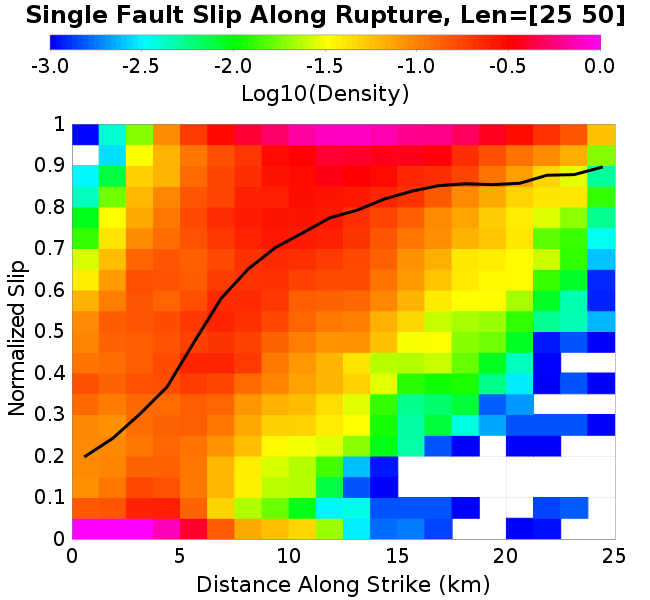 Single Fault Slip Along Rupture, Len=[25 50]
-3.0 -2.5 -2.0 -1.5 -1.0 -0.5 0.0
Log10(Density)
1
0.9
0.8
0.7
0.6
0.5
0.4
0.3
0.2
0.1
0
Normalized Slip
0 5 10 15 20 25
Distance Along Strike (km)